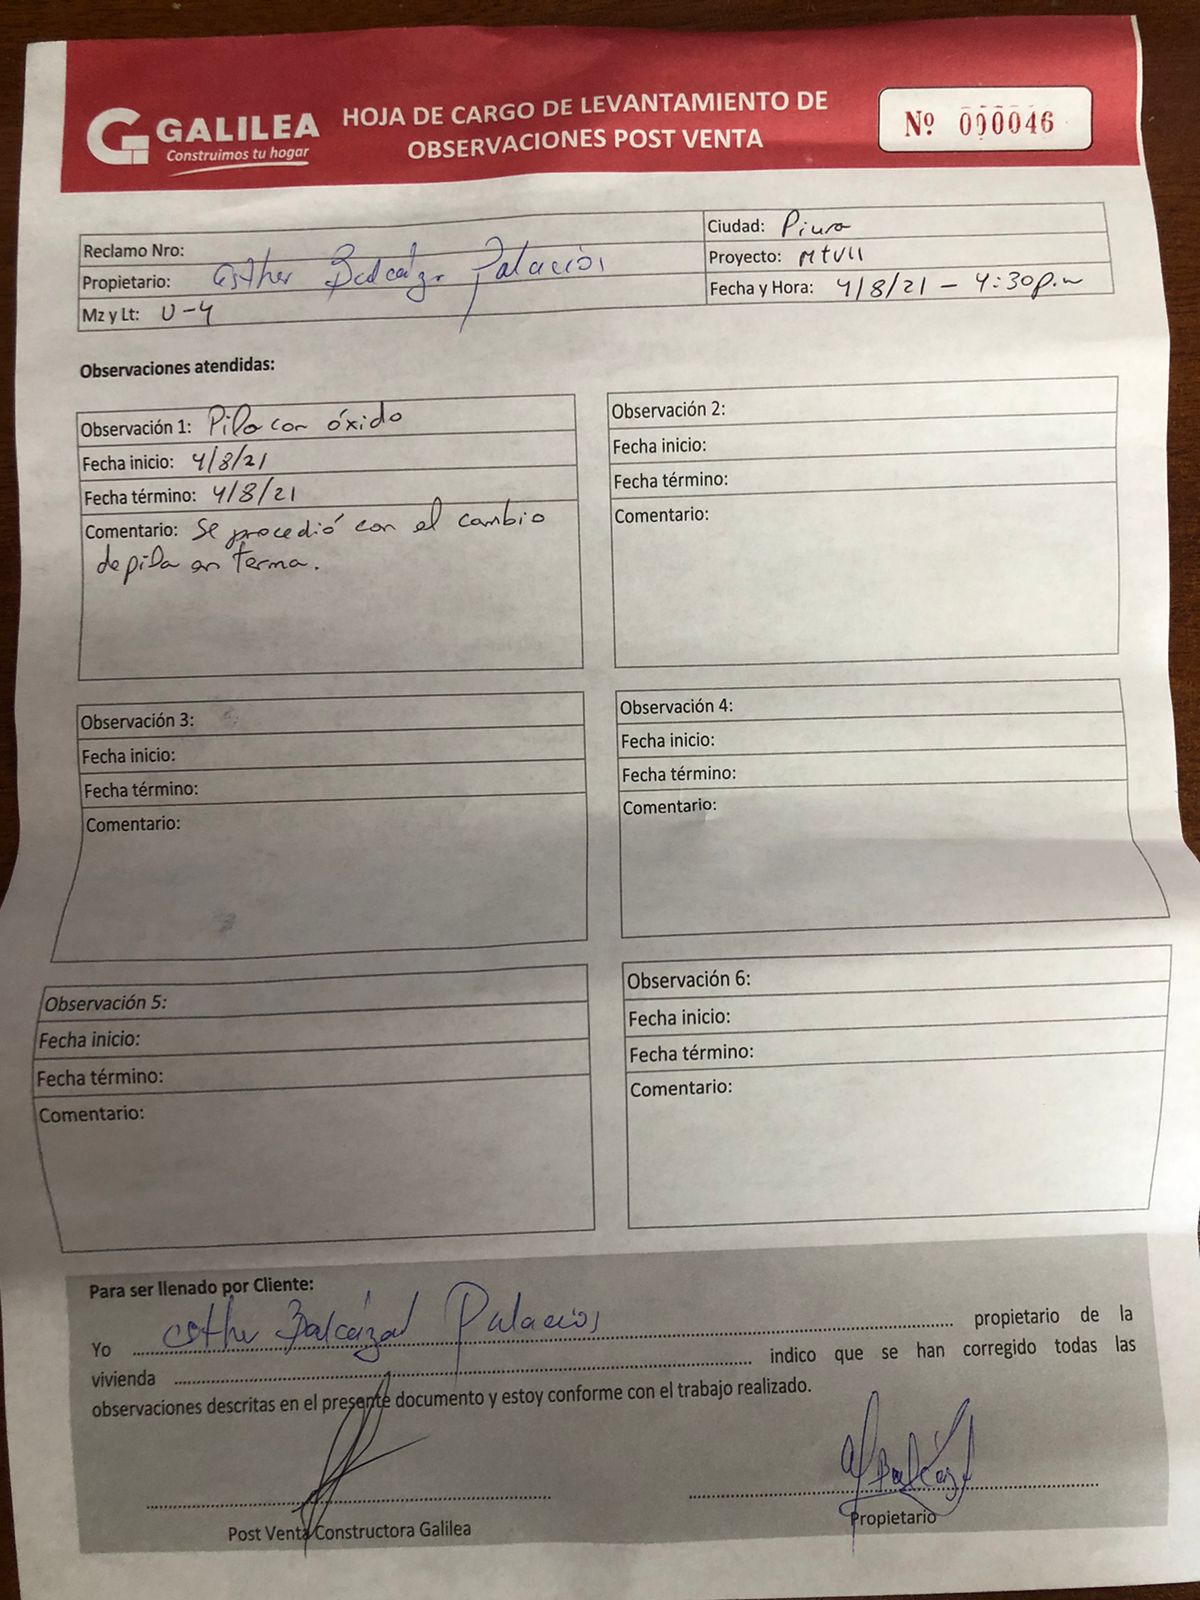 GALILEA
Construimos tu hogar
HOJA DE CARGO DE LEVANTAMIENTO DE
OBSERVACIONES POST VENTA
Nº 000046
Reclamo Nro:
Propietario: Esther Balcázar Palacios
Mz y Lt: U-4
Ciudad: Piura
Proyecto: MTVII
Fecha y Hora: 4/8/21 - 4:30p.m
Observaciones atendidas:
Observación 1: Pila con óxido
Fecha inicio: 4/8/21
Fecha término: 4/8/21
Comentario: Se procedió con el cambio
de pila en terma.
Observación 2:
Fecha inicio:
Fecha término:
Comentario:
Observación 3:
Fecha inicio:
Fecha término:
Comentario:
Observación 4:
Fecha inicio:
Fecha término:
Comentario:
Observación 5:
Fecha inicio:
Fecha término:
Comentario:
Observación 6:
Fecha inicio:
Fecha término:
Comentario:
Para ser llenado por Cliente:
Yo Esther Balcázar Palacios propietario de la
vivienda indico que se han corregido todas las
observaciones descritas en el presente documento y estoy conforme con el trabajo realizado.
Post Venta Constructora Galilea
Propietario